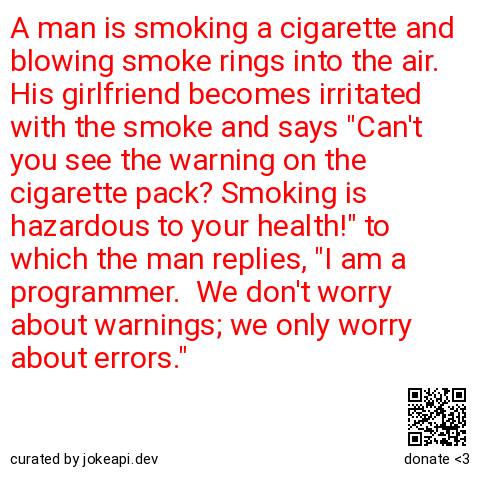 A man is smoking a cigarette and
blowing smoke rings into the air.
His girlfriend becomes irritated
with the smoke and says "Can't
you see the warning on the
cigarette pack? Smoking is
hazardous to your health!" to
which the man replies, "I am a
programmer.  We don't worry
about warnings; we only worry
about errors."
curated by jokeapi.dev
donate <3